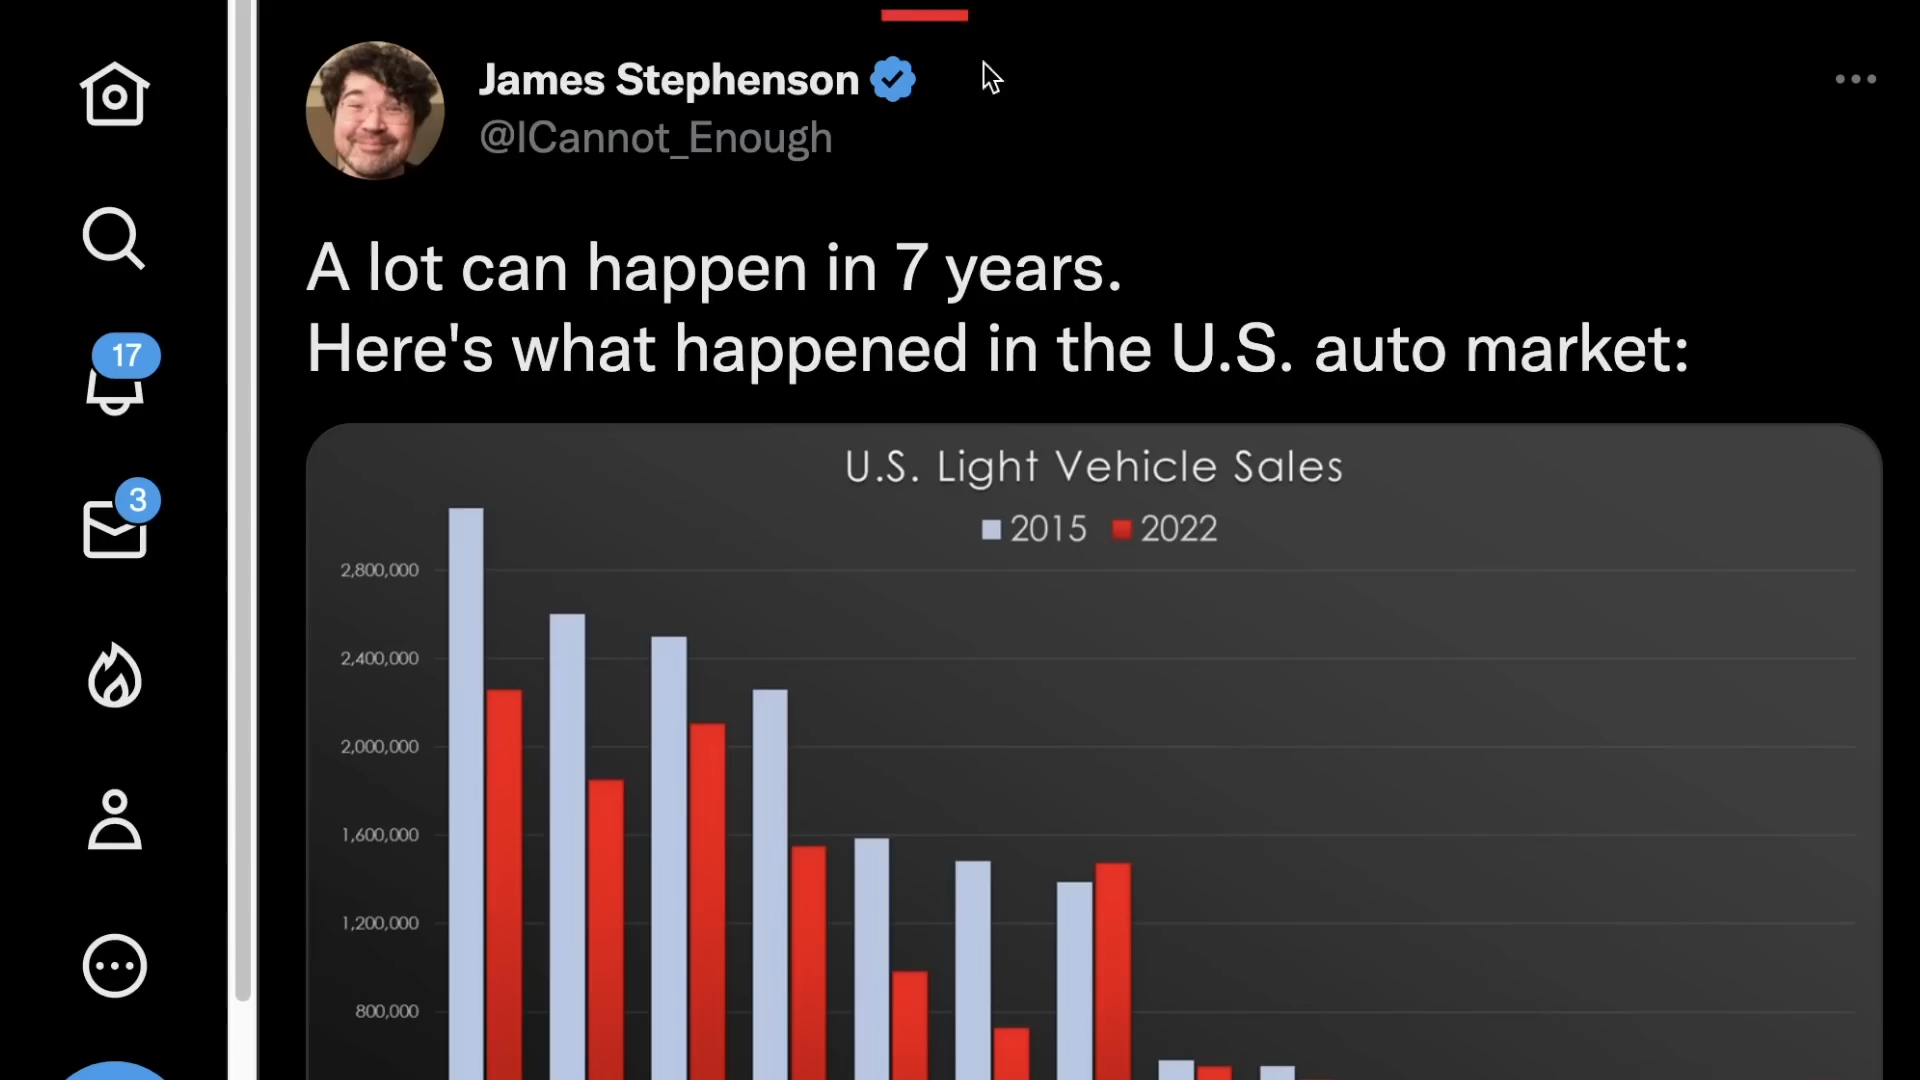 James Stephenson
@ICannot_Enough
A lot can happen in 7 years.
Here's what happened in the U.S. auto market:
17
3
U.S. Light Vehicle Sales
2015 2022
2,800,000
2,400,000
2,000,000
1,600,000
1,200,000
800,000